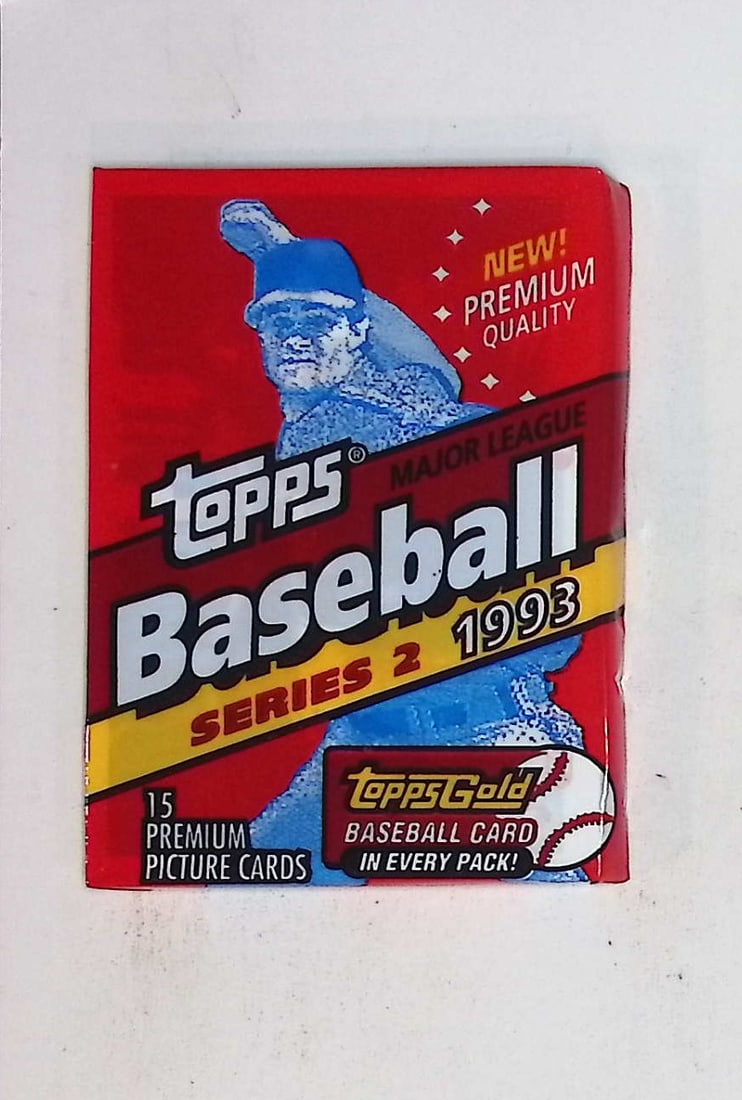 NEW!
PREMIUM
QUALITY
MAJOR LEAGUE
TOPPS®
Baseball
SERIES 2 1993
15
PREMIUM
PICTURE CARDS
ToppsGold
BASEBALL CARD
IN EVERY PACK!